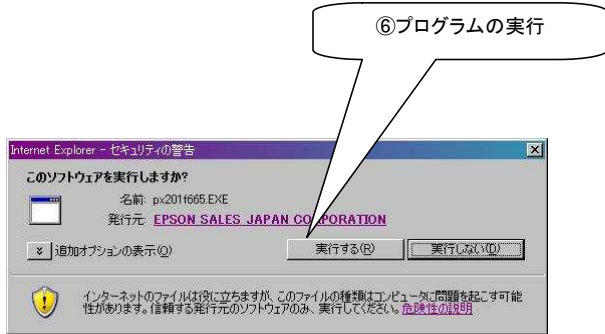 ⑥プログラムの実行
Internet Explorer - セキュリティの警告
このソフトウェアを実行しますか?
名前: px201f665.EXE
発行元: EPSON SALES JAPAN CORPORATION
追加オプションの表示(O)
実行する(R)
実行しない(D)
インターネットのファイルは役に立ちますが、このファイルの種類はコンピュータに問題を起こす可能
性があります。信頼する発行元のソフトウェアのみ、実行してください。危険性の説明